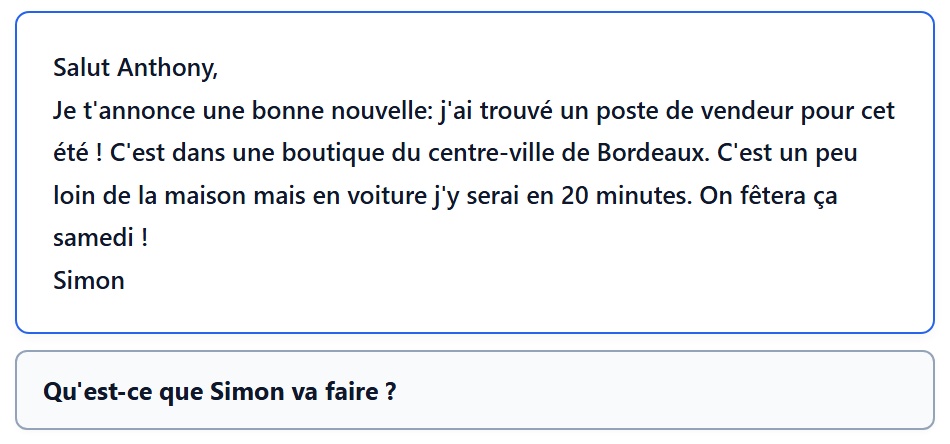 Salut Anthony,
Je t'annonce une bonne nouvelle: j'ai trouvé un poste de vendeur pour cet
été ! C'est dans une boutique du centre-ville de Bordeaux. C'est un peu
loin de la maison mais en voiture j'y serai en 20 minutes. On fêtera ça
samedi !
Simon
Qu'est-ce que Simon va faire ?